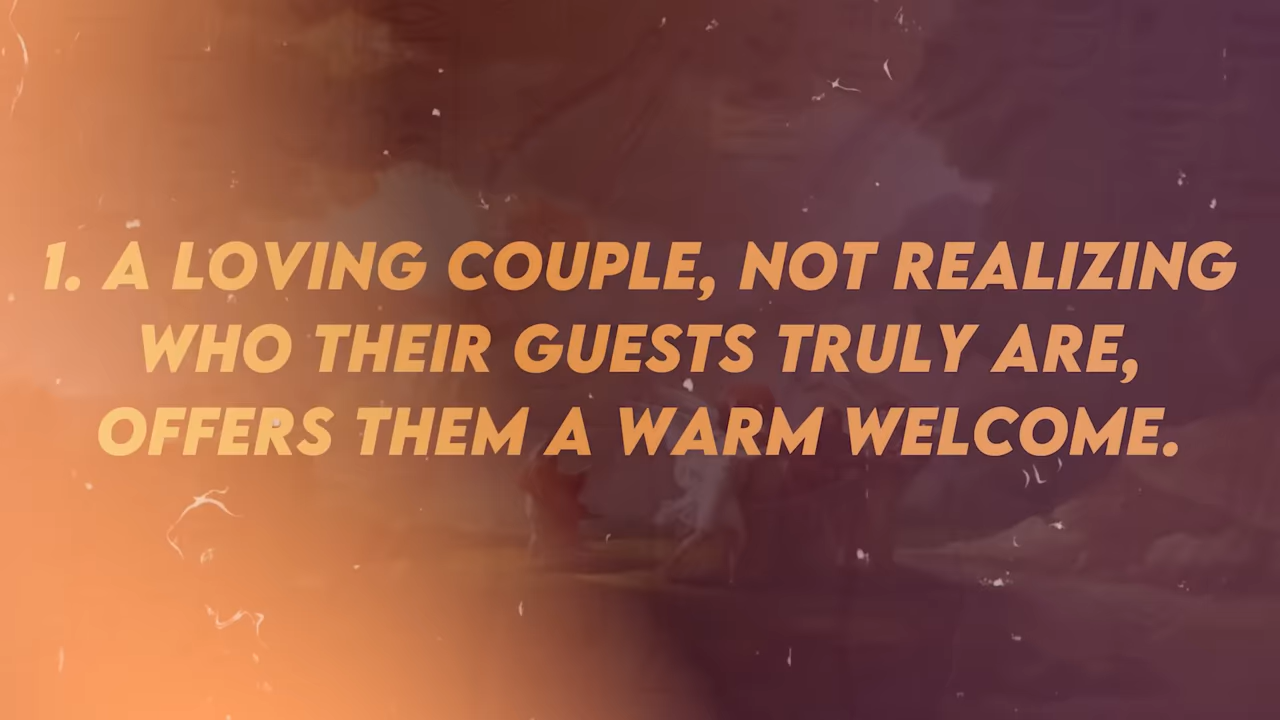 1. A LOVING COUPLE, NOT REALIZING
WHO THEIR GUESTS TRULY ARE,
OFFERS THEM A WARM WELCOME.